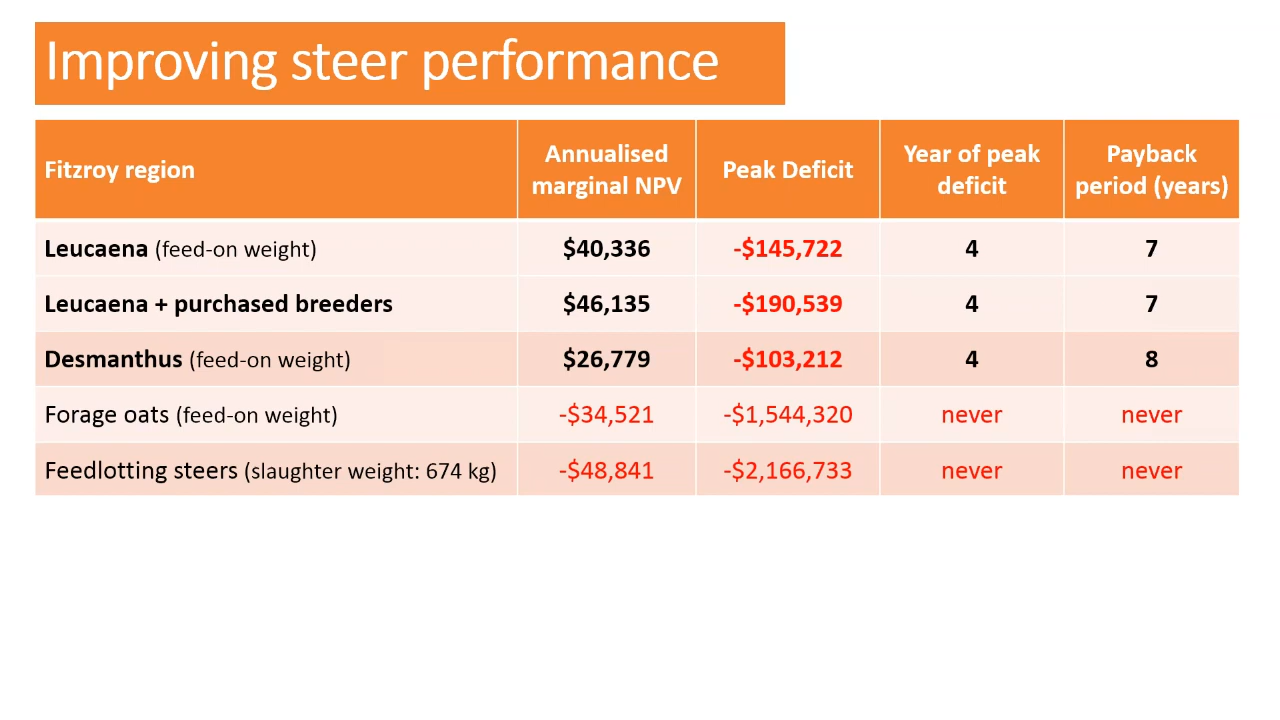 Improving steer performance
Fitzroy region
Annualised
marginal NPV
Peak Deficit
Year of peak
deficit
Payback
period (years)
Leucaena (feed-on weight) $40,336 -$145,722 4 7
Leucaena + purchased breeders $46,135 -$190,539 4 7
Desmanthus (feed-on weight) $26,779 -$103,212 4 8
Forage oats (feed-on weight) -$34,521 -$1,544,320 never never
Feedlotting steers (slaughter weight: 674 kg) -$48,841 -$2,166,733 never never